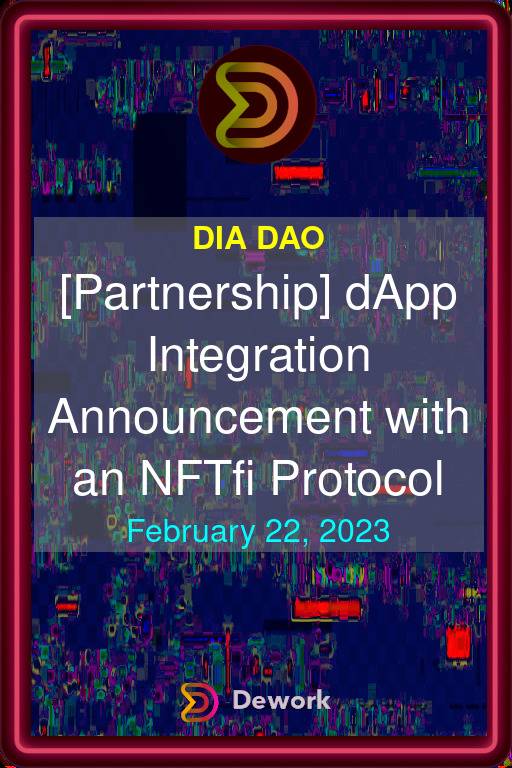 DIA DAO
[Partnership] dApp
Integration
Announcement with
an NFTfi Protocol
February 22, 2023
Dework